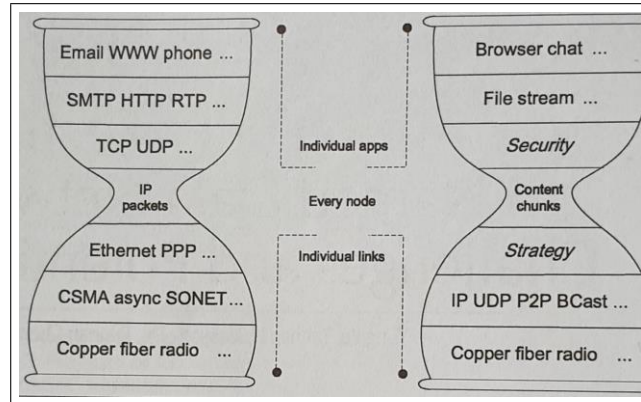 Email WWW phone ...
SMTP HTTP RTP ...
TCP UDP ...
IP
packets
Ethernet PPP ...
CSMA async SONET ...
Copper fiber radio ...
Individual apps
Every node
Individual links
Browser chat ...
File stream ...
Security
Content
chunks
Strategy
IP UDP P2P BCast ...
Copper fiber radio ...